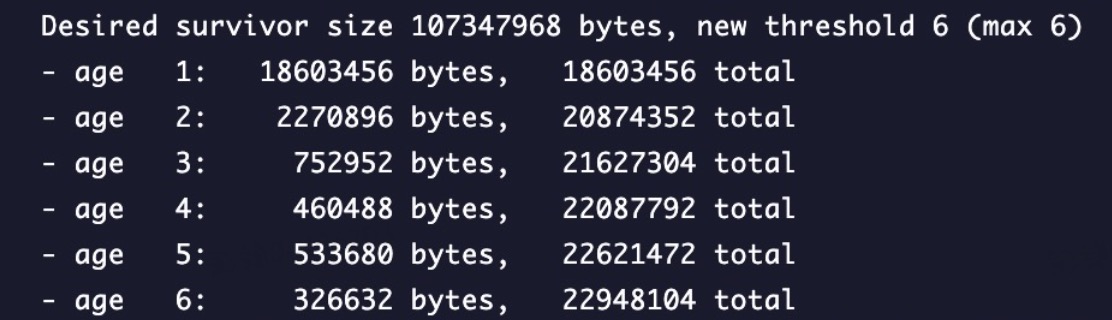 Desired survivor size 107347968 bytes, new threshold 6 (max 6)
- age   1:   18603456 bytes,   18603456 total
- age   2:    2270896 bytes,   20874352 total
- age   3:     752952 bytes,   21627304 total
- age   4:     460488 bytes,   22087792 total
- age   5:     533680 bytes,   22621472 total
- age   6:     326632 bytes,   22948104 total